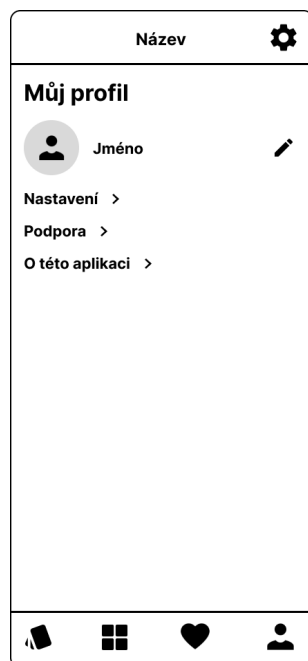 Název
Můj profil
Jméno
Nastavení
Podpora
O této aplikaci